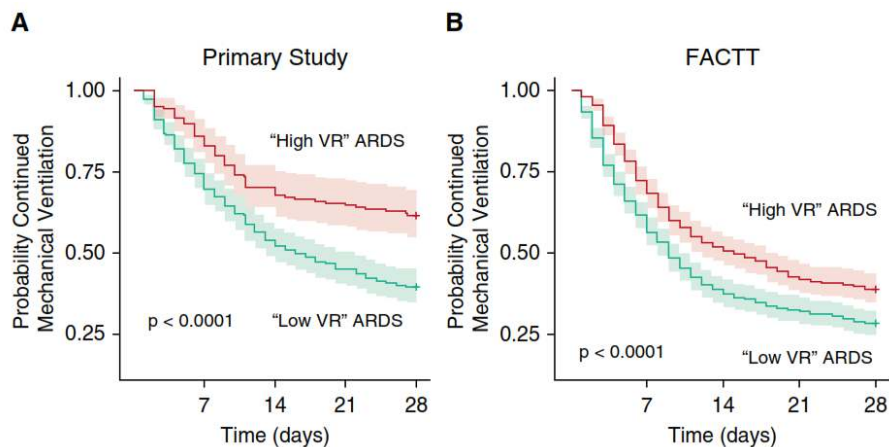 A
Primary Study
Probability Continued
Mechanical Ventilation
1.00
0.75
0.50
0.25
“High VR” ARDS
“Low VR” ARDS
p < 0.0001
7 14 21 28
Time (days)
B
FACTT
Probability Continued
Mechanical Ventilation
1.00
0.75
0.50
0.25
“High VR” ARDS
“Low VR” ARDS
p < 0.0001
7 14 21 28
Time (days)